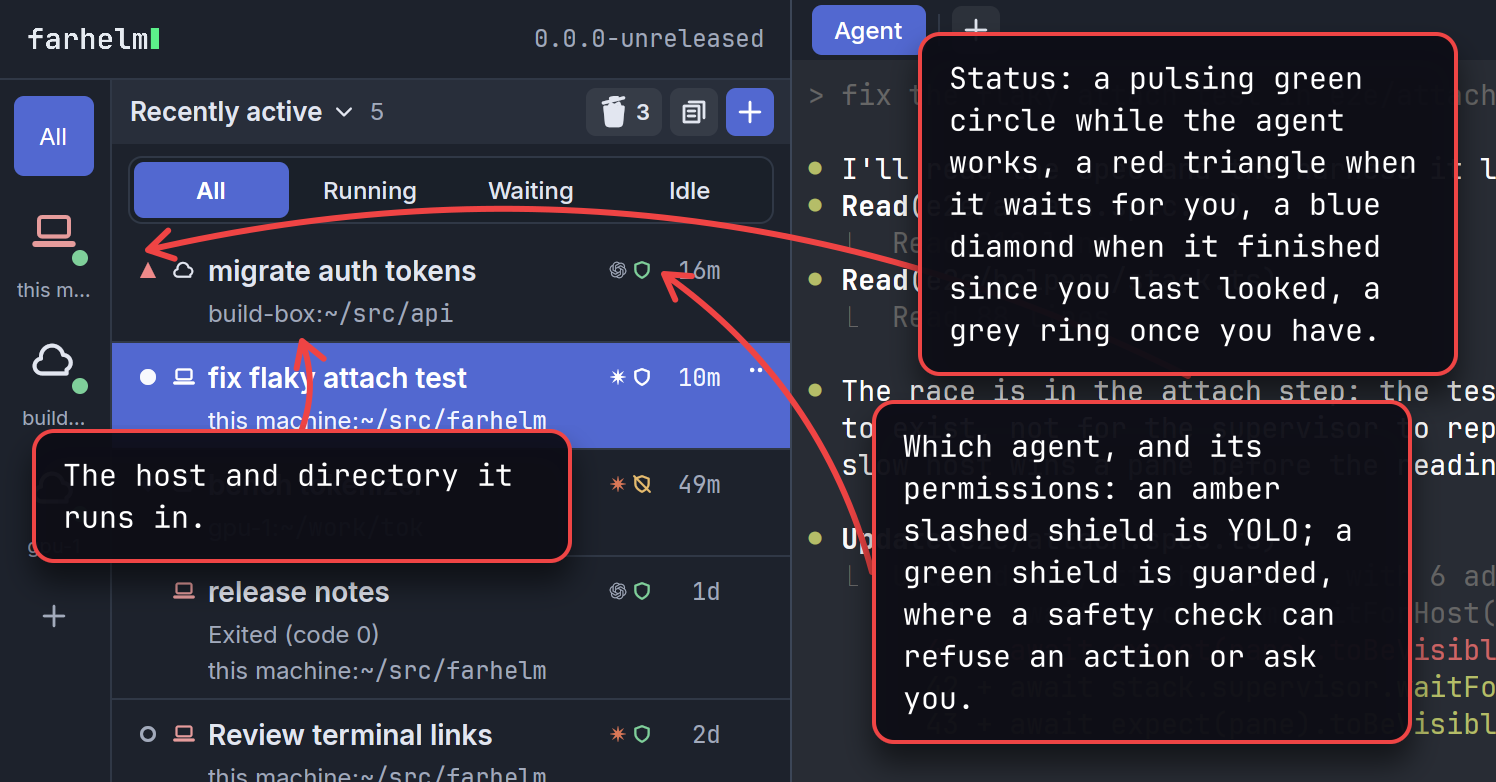 farhelm
0.0.0-unreleased
All
this m...
build...
Recently active
5
3
All
Running
Waiting
Idle
migrate auth tokens
16m
build-box:~/src/api
fix flaky attach test
10m
this machine:~/src/farhelm
49m
The host and directory it
runs in.
release notes
1d
Exited (code 0)
this machine:~/src/farhelm
Review terminal links
2d
this machine:~/src/farhelm
Agent
> fix
I'll
Read(
Read(
The race is in the attach step: the
to
Status: a pulsing green
circle while the agent
works, a red triangle when
it waits for you, a blue
diamond when it finished
since you last looked, a
grey ring once you have.
Which agent, and its
permissions: an amber
slashed shield is YOLO; a
green shield is guarded,
where a safety check can
refuse an action or ask
you.